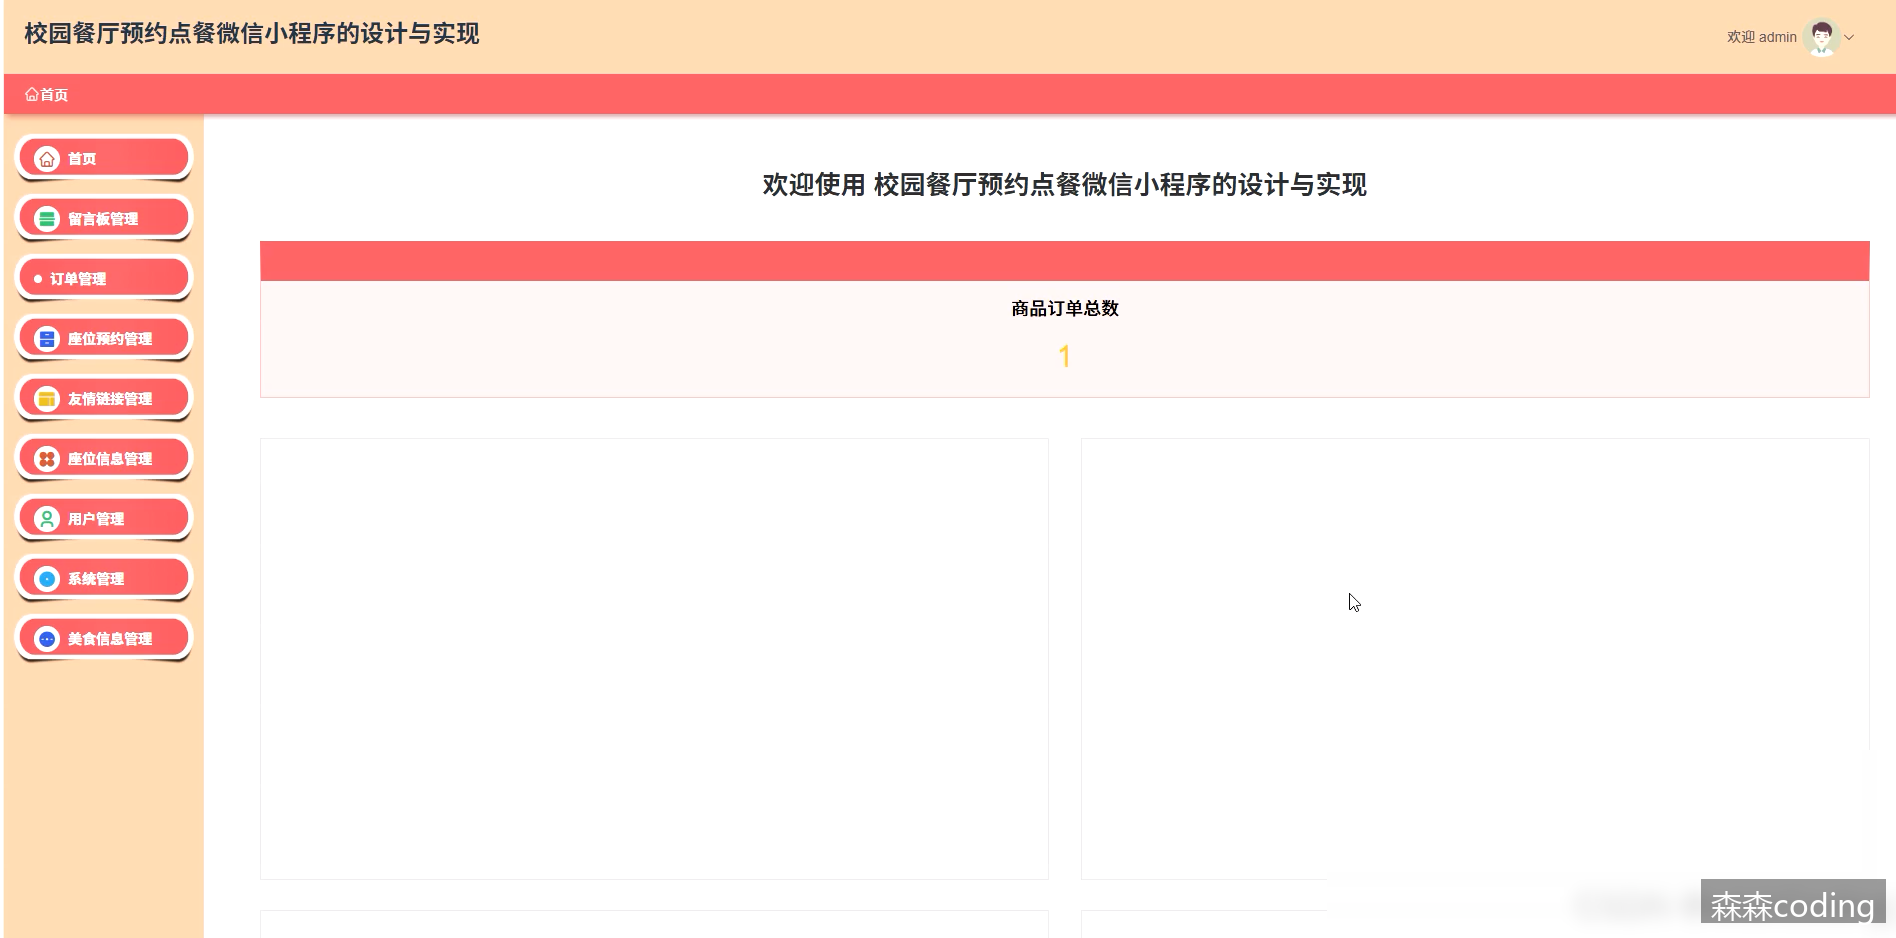 校园餐厅预约点餐微信小程序的设计与实现
欢迎 admin
首页
首页
留言板管理
订单管理
座位预约管理
友情链接管理
座位信息管理
用户管理
系统管理
美食信息管理
欢迎使用 校园餐厅预约点餐微信小程序的设计与实现
商品订单总数
1
森森coding